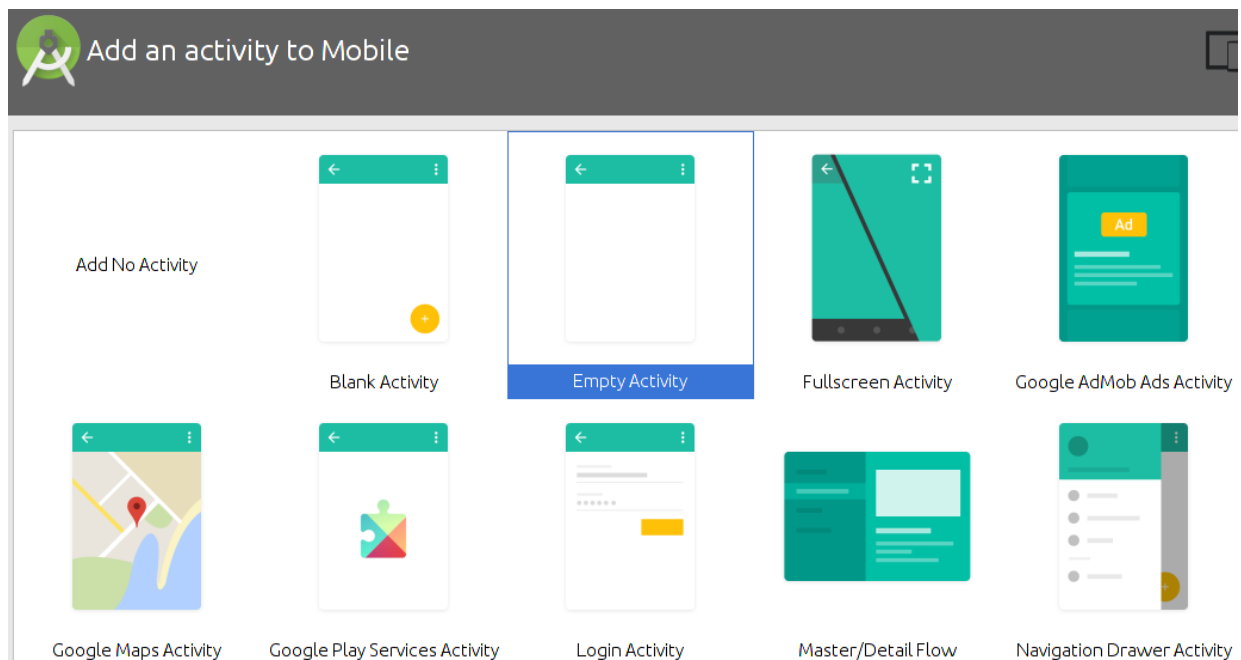 Add an activity to Mobile
Ad
Add No Activity
Blank Activity
Empty Activity
Fullscreen Activity
Google AdMob Ads Activity
Google Maps Activity
Google Play Services Activity
Login Activity
Master/Detail Flow
Navigation Drawer Activity